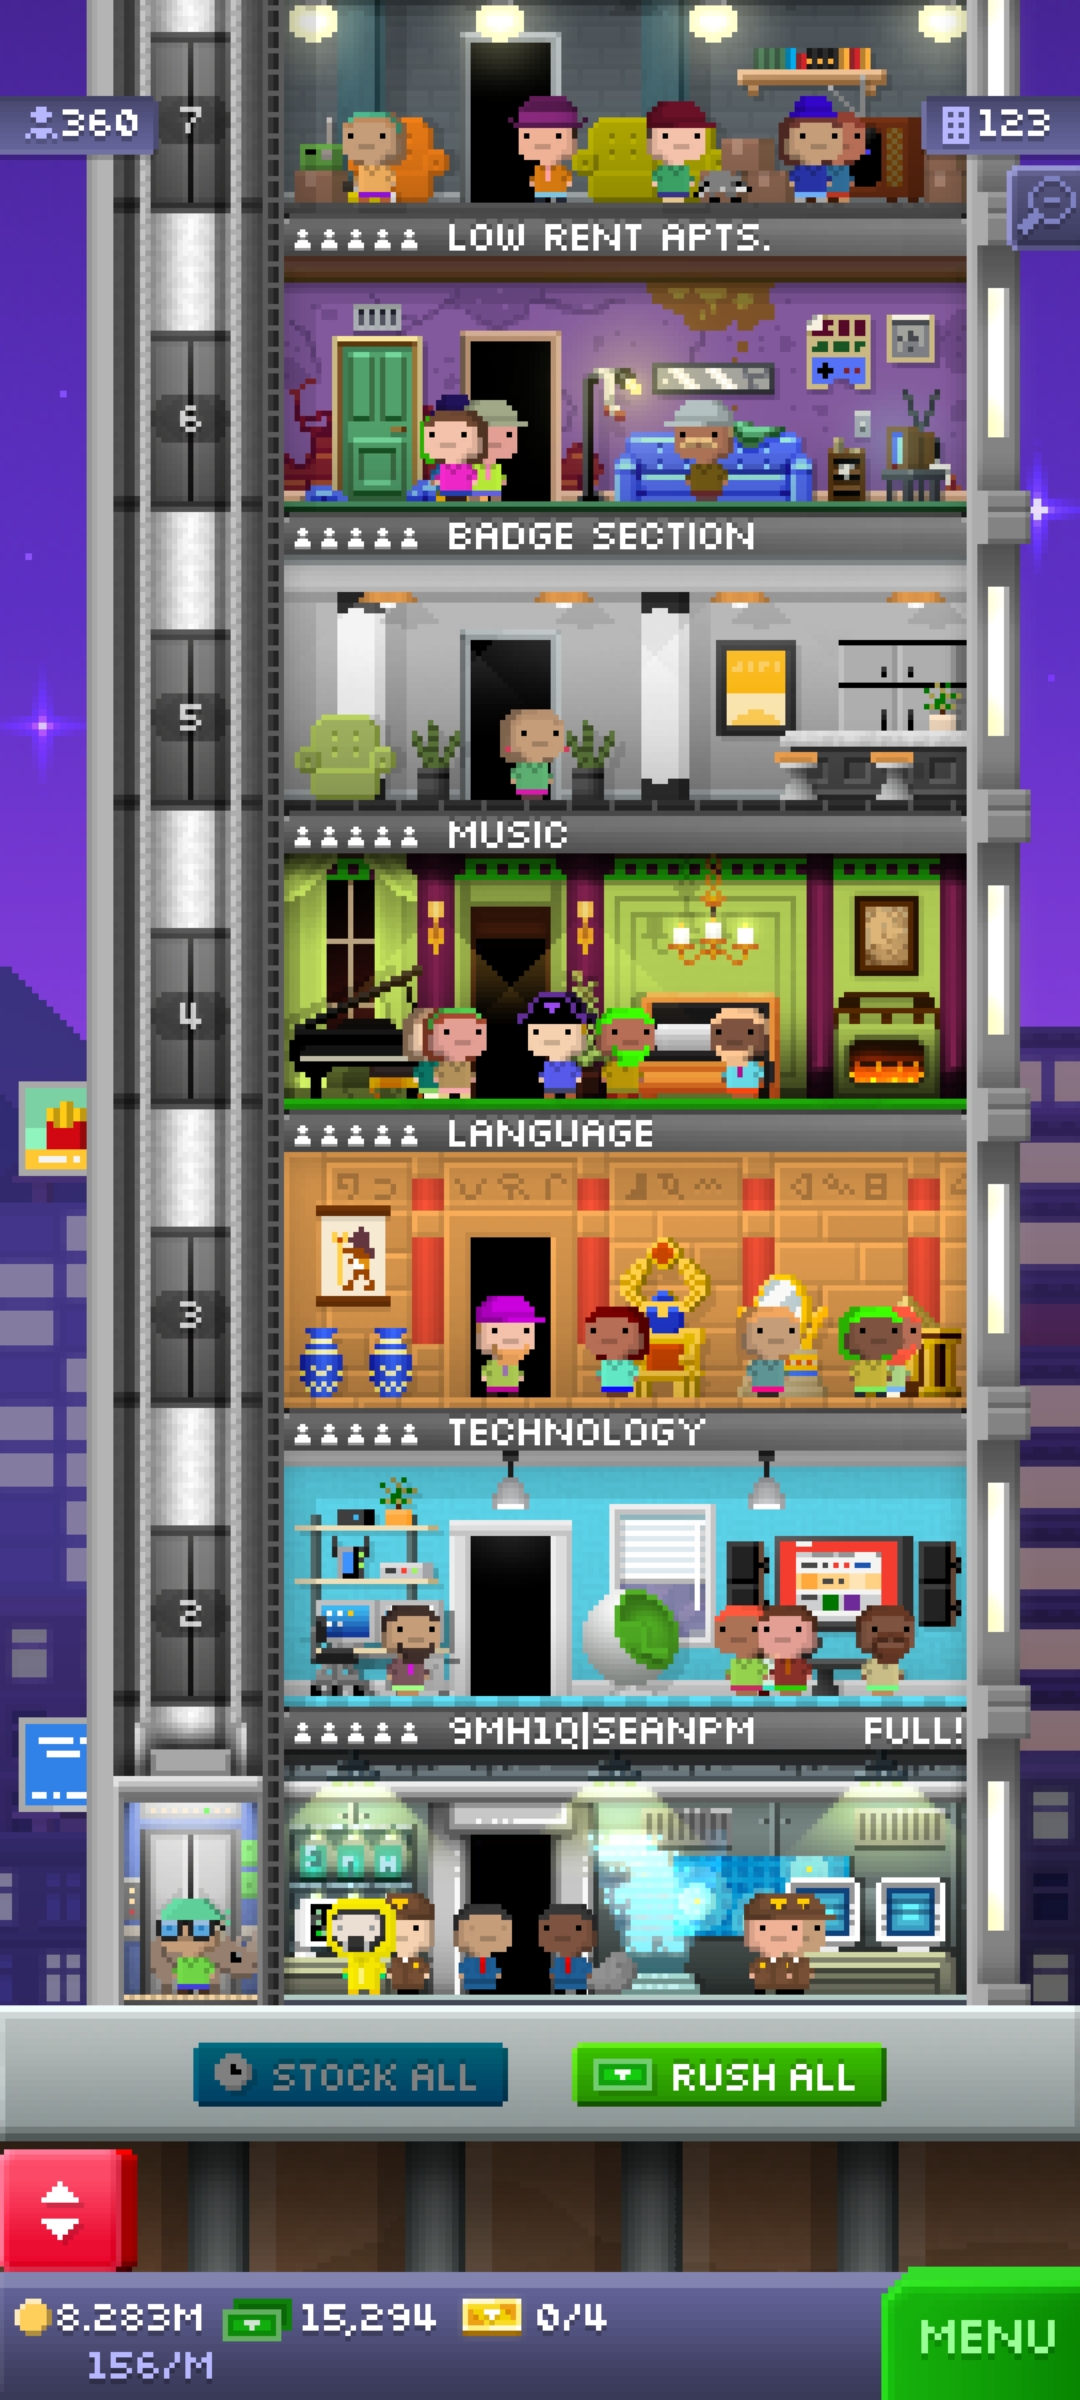 360
7
123
LOW RENT APTS.
6
BADGE SECTION
5
MUSIC
4
LANGUAGE
3
TECHNOLOGY
2
9MH1Q|SEANPM FULL!
STOCK ALL
RUSH ALL
8.283M
15,294
0/4
156/M
MENU